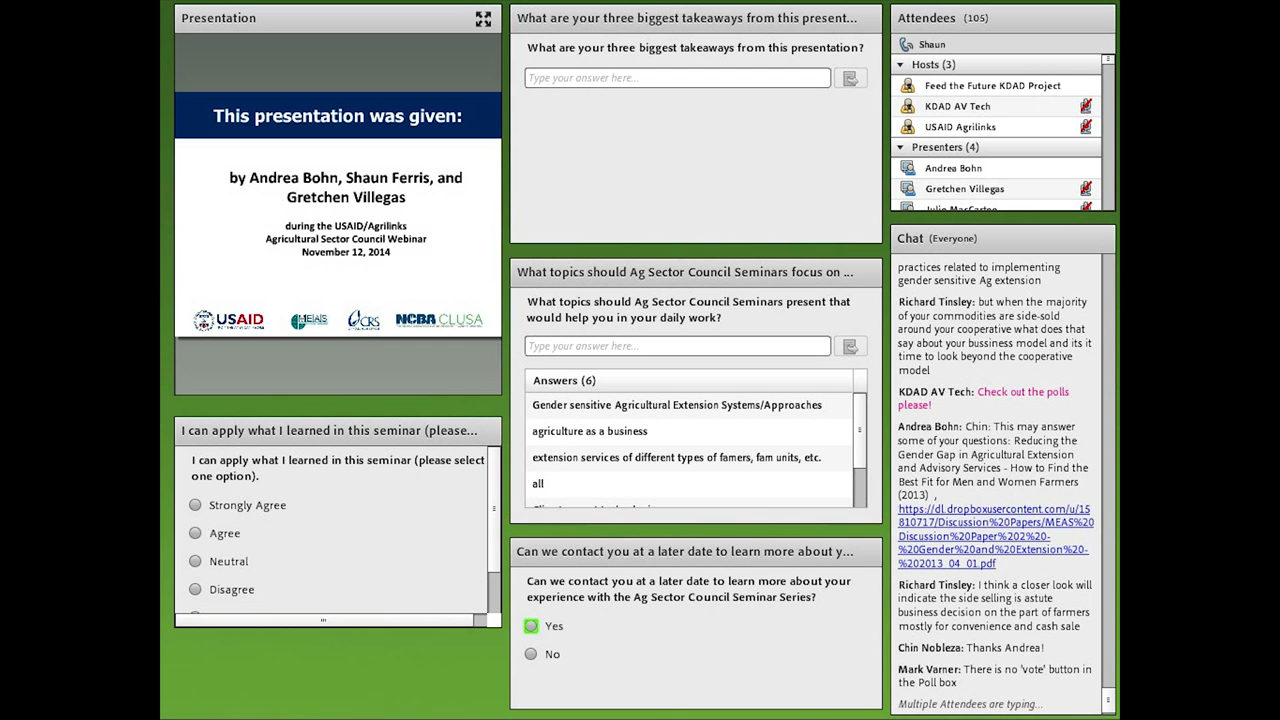 Presentation
This presentation was given:
by Andrea Bohn, Shaun Ferris, and
Gretchen Villegas
during the USAID/Agrilinks
Agricultural Sector Council Webinar
November 12, 2014
USAID
MEAS
CRS
NCBA CLUSA
I can apply what I learned in this seminar (please...
I can apply what I learned in this seminar (please select
one option).
Strongly Agree
Agree
Neutral
Disagree
What are your three biggest takeaways from this present...
What are your three biggest takeaways from this presentation?
Type your answer here...
What topics should Ag Sector Council Seminars focus on ...
What topics should Ag Sector Council Seminars present that
would help you in your daily work?
Type your answer here...
Answers (6)
Gender sensitive Agricultural Extension Systems/Approaches
agriculture as a business
extension services of different types of famers, fam units, etc.
all
Can we contact you at a later date to learn more about y...
Can we contact you at a later date to learn more about your
experience with the Ag Sector Council Seminar Series?
Yes
No
Attendees (105)
Shaun
Hosts (3)
Feed the Future KDAD Project
KDAD AV Tech
USAID Agrilinks
Presenters (4)
Andrea Bohn
Gretchen Villegas
Julie MacCartee
Chat (Everyone)
practices related to implementing
gender sensitive Ag extension
Richard Tinsley: but when the majority
of your commodities are side-sold
around your cooperative what does that
say about your bussiness model and its it
time to look beyond the cooperative
model
KDAD AV Tech: Check out the polls
please!
Andrea Bohn: Chin: This may answer
some of your questions: Reducing the
Gender Gap in Agricultural Extension
and Advisory Services - How to Find the
Best Fit for Men and Women Farmers
(2013) ,
https://dl.dropboxusercontent.com/u/15
810717/Discussion%20Papers/MEAS%20
Discussion%20Paper%202%20-
%20Gender%20and%20Extension%20-
%202013_04_01.pdf
Richard Tinsley: I think a closer look will
indicate the side selling is astute
business decision on the part of farmers
mostly for convenience and cash sale
Chin Nobleza: Thanks Andrea!
Mark Varner: There is no 'vote' button in
the Poll box
Multiple Attendees are typing...